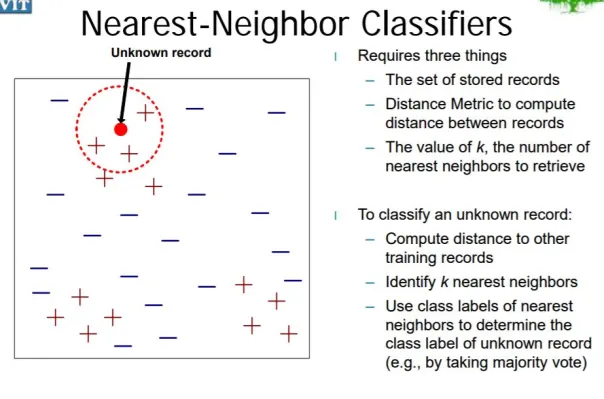 VIT
Nearest-Neighbor Classifiers
Unknown record
Requires three things
– The set of stored records
– Distance Metric to compute
distance between records
– The value of k, the number of
nearest neighbors to retrieve
To classify an unknown record:
– Compute distance to other
training records
– Identify k nearest neighbors
– Use class labels of nearest
neighbors to determine the
class label of unknown record
(e.g., by taking majority vote)